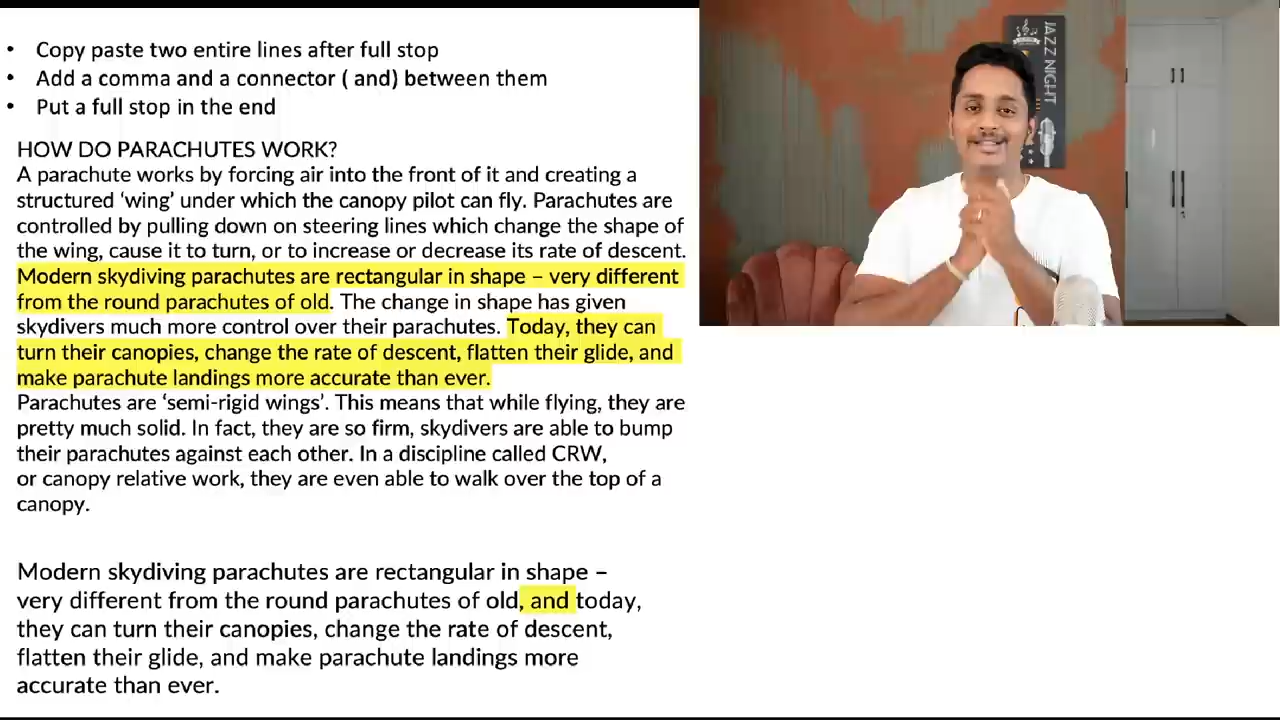 • Copy paste two entire lines after full stop
• Add a comma and a connector ( and) between them
• Put a full stop in the end
HOW DO PARACHUTES WORK?
A parachute works by forcing air into the front of it and creating a
structured ‘wing’ under which the canopy pilot can fly. Parachutes are
controlled by pulling down on steering lines which change the shape of
the wing, cause it to turn, or to increase or decrease its rate of descent.
Modern skydiving parachutes are rectangular in shape – very different
from the round parachutes of old. The change in shape has given
skydivers much more control over their parachutes. Today, they can
turn their canopies, change the rate of descent, flatten their glide, and
make parachute landings more accurate than ever.
Parachutes are ‘semi-rigid wings’. This means that while flying, they are
pretty much solid. In fact, they are so firm, skydivers are able to bump
their parachutes against each other. In a discipline called CRW,
or canopy relative work, they are even able to walk over the top of a
canopy.
Modern skydiving parachutes are rectangular in shape –
very different from the round parachutes of old, and today,
they can turn their canopies, change the rate of descent,
flatten their glide, and make parachute landings more
accurate than ever.
JAZZ NIGHT